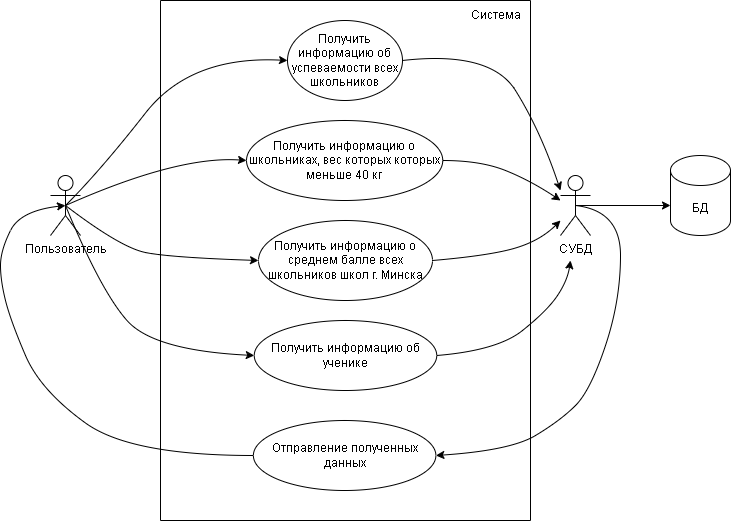 Система
Получить
информацию об
успеваемости всех
школьников
Получить информацию о
школьниках, вес которых которых
меньше 40 кг
БД
Пользователь
СУБД
Получить информацию о
среднем балле всех
школьников школ г. Минска
Получить информацию об
ученике
Отправление полученных
данных